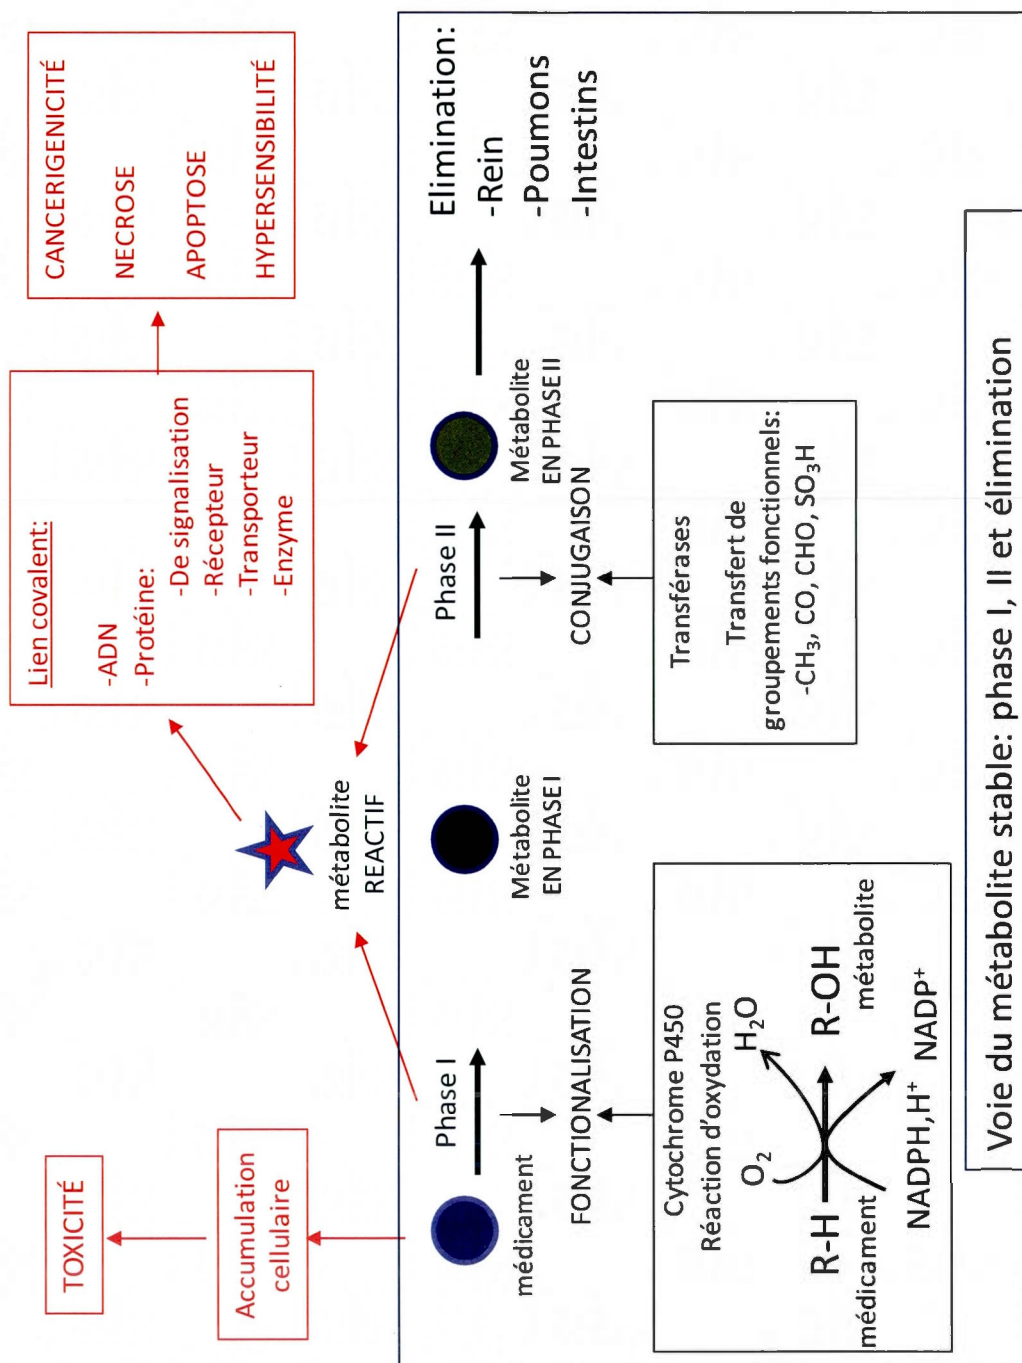 TOXICITÉ
Accumulation
cellulaire
métabolite
REACTIF
Lien covalent:
-ADN
-Protéine:
-De signalisation
-Récepteur
-Transporteur
-Enzyme
CANCERIGENICITÉ
NECROSE
APOPTOSE
HYPERSENSIBILITÉ
médicament
Phase I
FONCTIONALISATION
Métabolite
EN PHASE I
Phase II
CONJUGAISON
Métabolite
EN PHASE II
Elimination:
-Rein
-Poumons
-Intestins
Cytochrome P450
Réaction d'oxydation
O₂
H₂O
R-H
R-OH
médicament
métabolite
NADPH,H⁺
NADP⁺
Transférases
Transfert de
groupements fonctionnels:
-CH₃, CO, CHO, SO₃H
Voie du métabolite stable: phase I, II et élimination